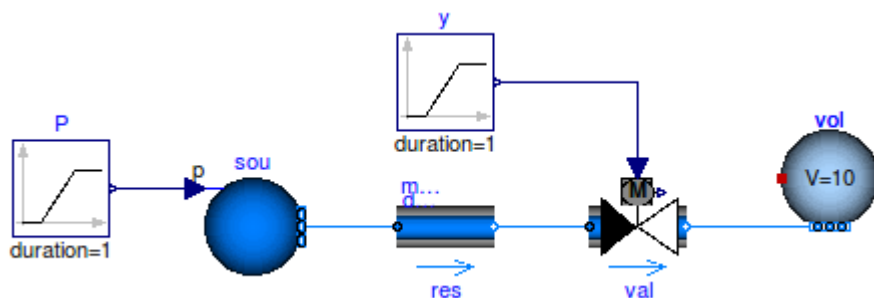 y
duration=1
P
duration=1
p
sou
m...
d...
res
M
val
vol
V=10